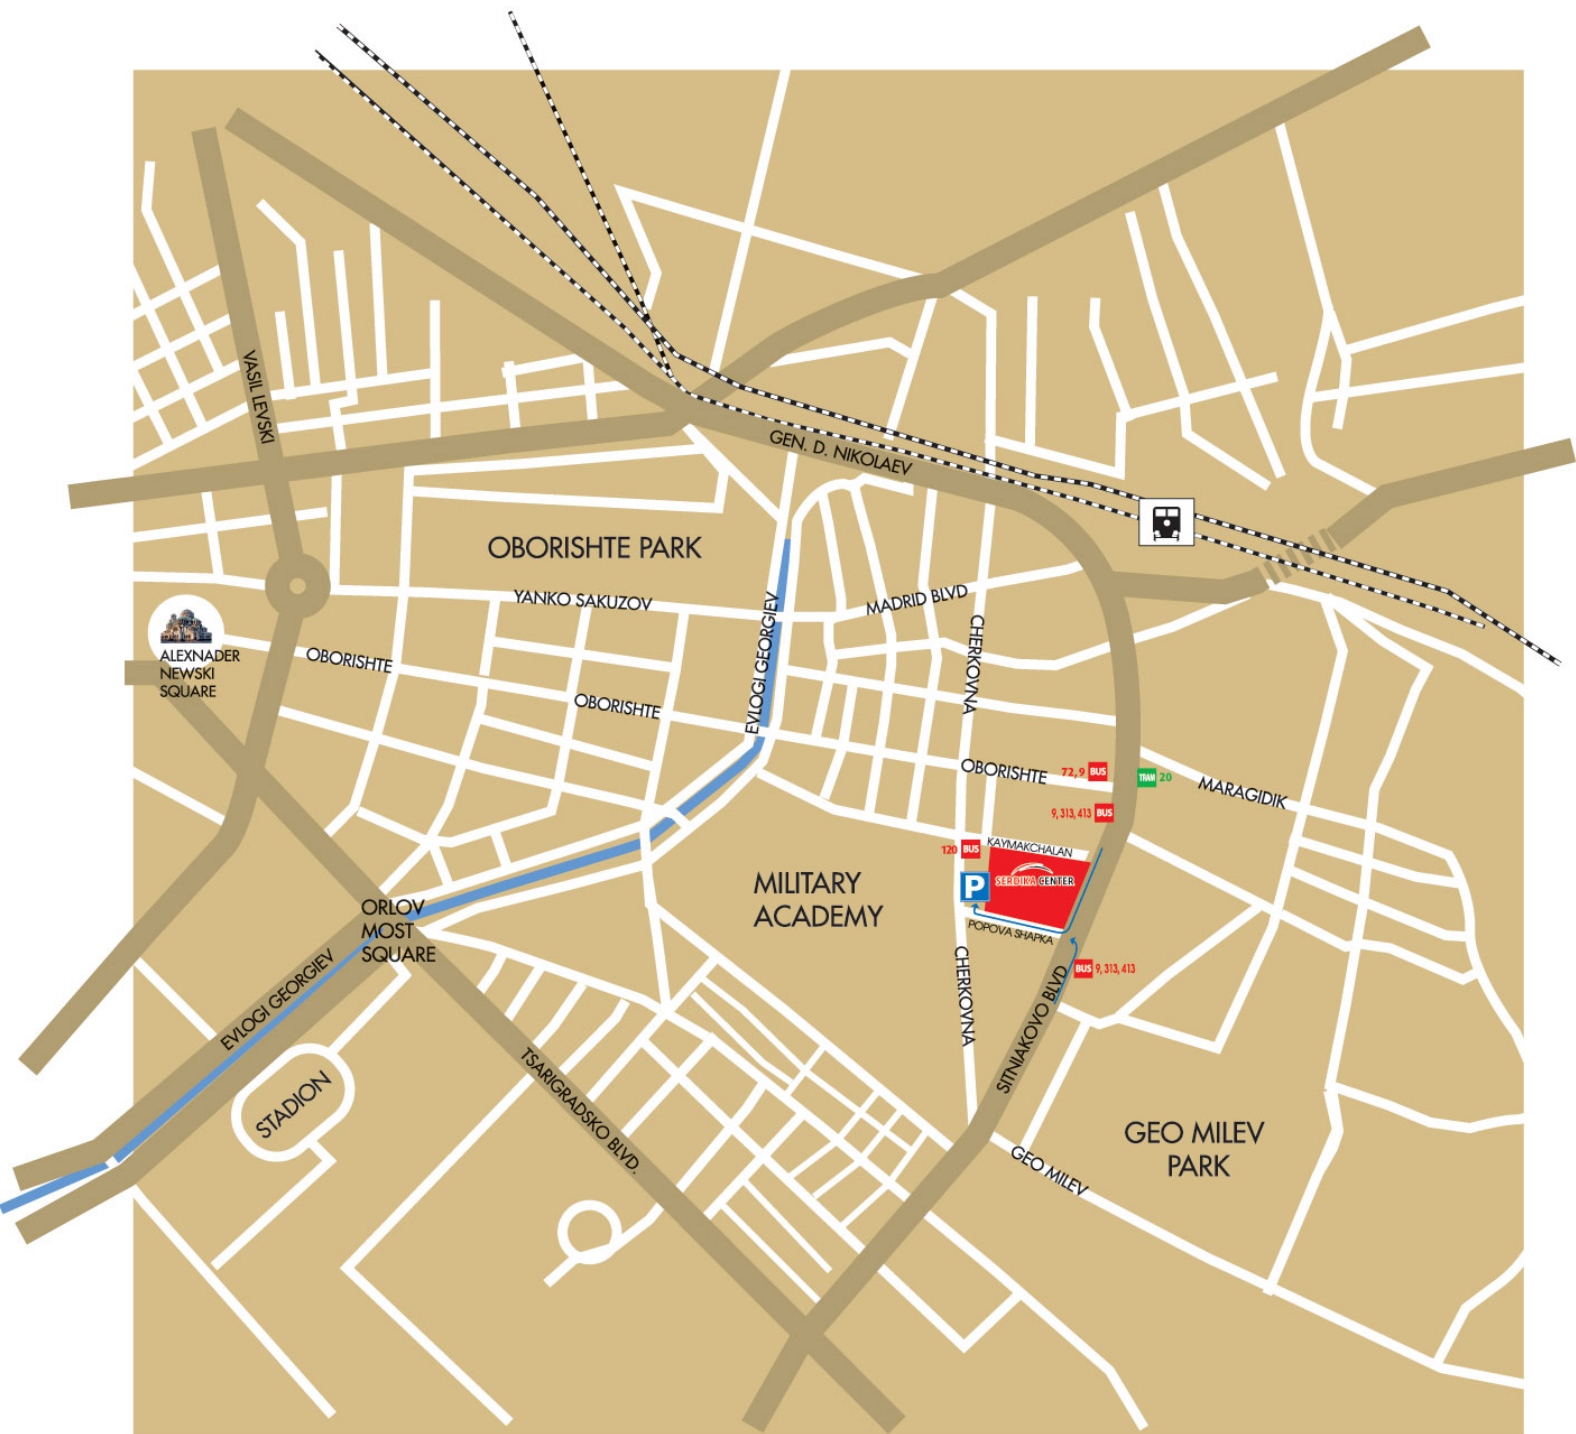 VASIL LEVSKI
GEN. D. NIKOLAEV
OBORISHTE PARK
YANKO SAKUZOV
MADRID BLVD
EVLOGI GEORGIEV
CHERKOVNA
ALEXNADER
NEWSKI
SQUARE
OBORISHTE
OBORISHTE
OBORISHTE
72, 9 BUS
TRAM 20
MARAGIDIK
9, 313, 413 BUS
120 BUS
KAYMAKCHALAN
P
SERDIKA CENTER
MILITARY
ACADEMY
POPOVA SHAPKA
ORLOV
MOST
SQUARE
EVLOGI GEORGIEV
CHERKOVNA
BUS 9, 313, 413
SITNIAKOVO BLVD
STADION
TSARIGRADSKO BLVD.
GEO MILEV
PARK
GEO MILEV